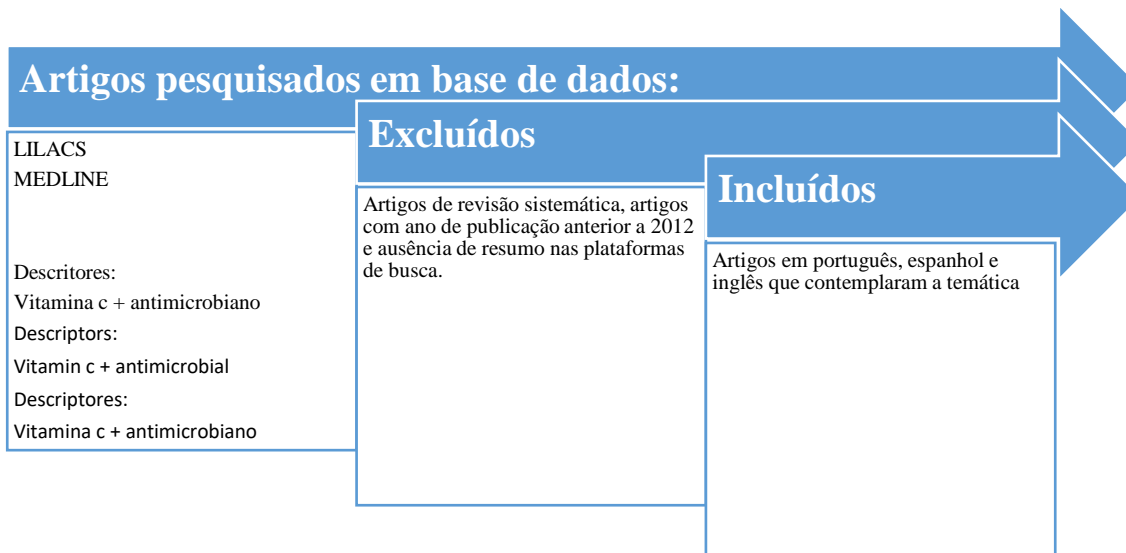 Artigos pesquisados em base de dados:
LILACS
MEDLINE
Descritores:
Vitamina c + antimicrobiano
Descriptors:
Vitamin c + antimicrobial
Descriptores:
Vitamina c + antimicrobiano
Excluídos
Artigos de revisão sistemática, artigos
com ano de publicação anterior a 2012
e ausência de resumo nas plataformas
de busca.
Incluídos
Artigos em português, espanhol e
inglês que contemplaram a temática